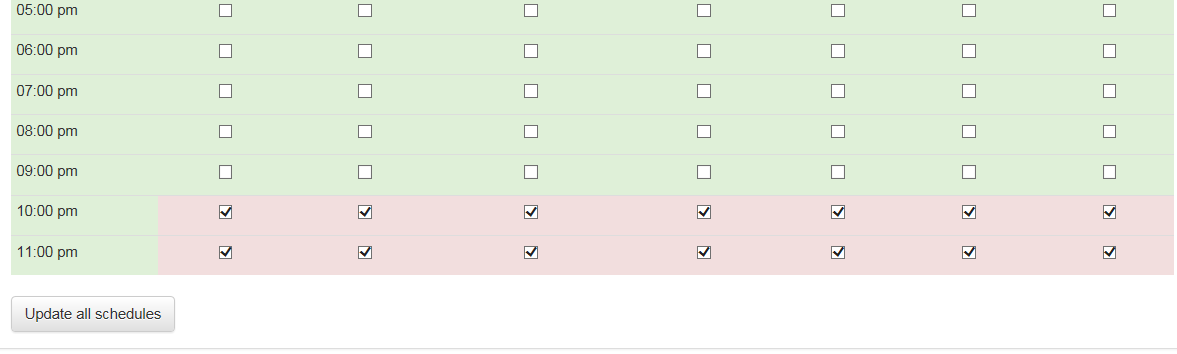 05:00 pm
06:00 pm
07:00 pm
08:00 pm
09:00 pm
10:00 pm
11:00 pm
Update all schedules